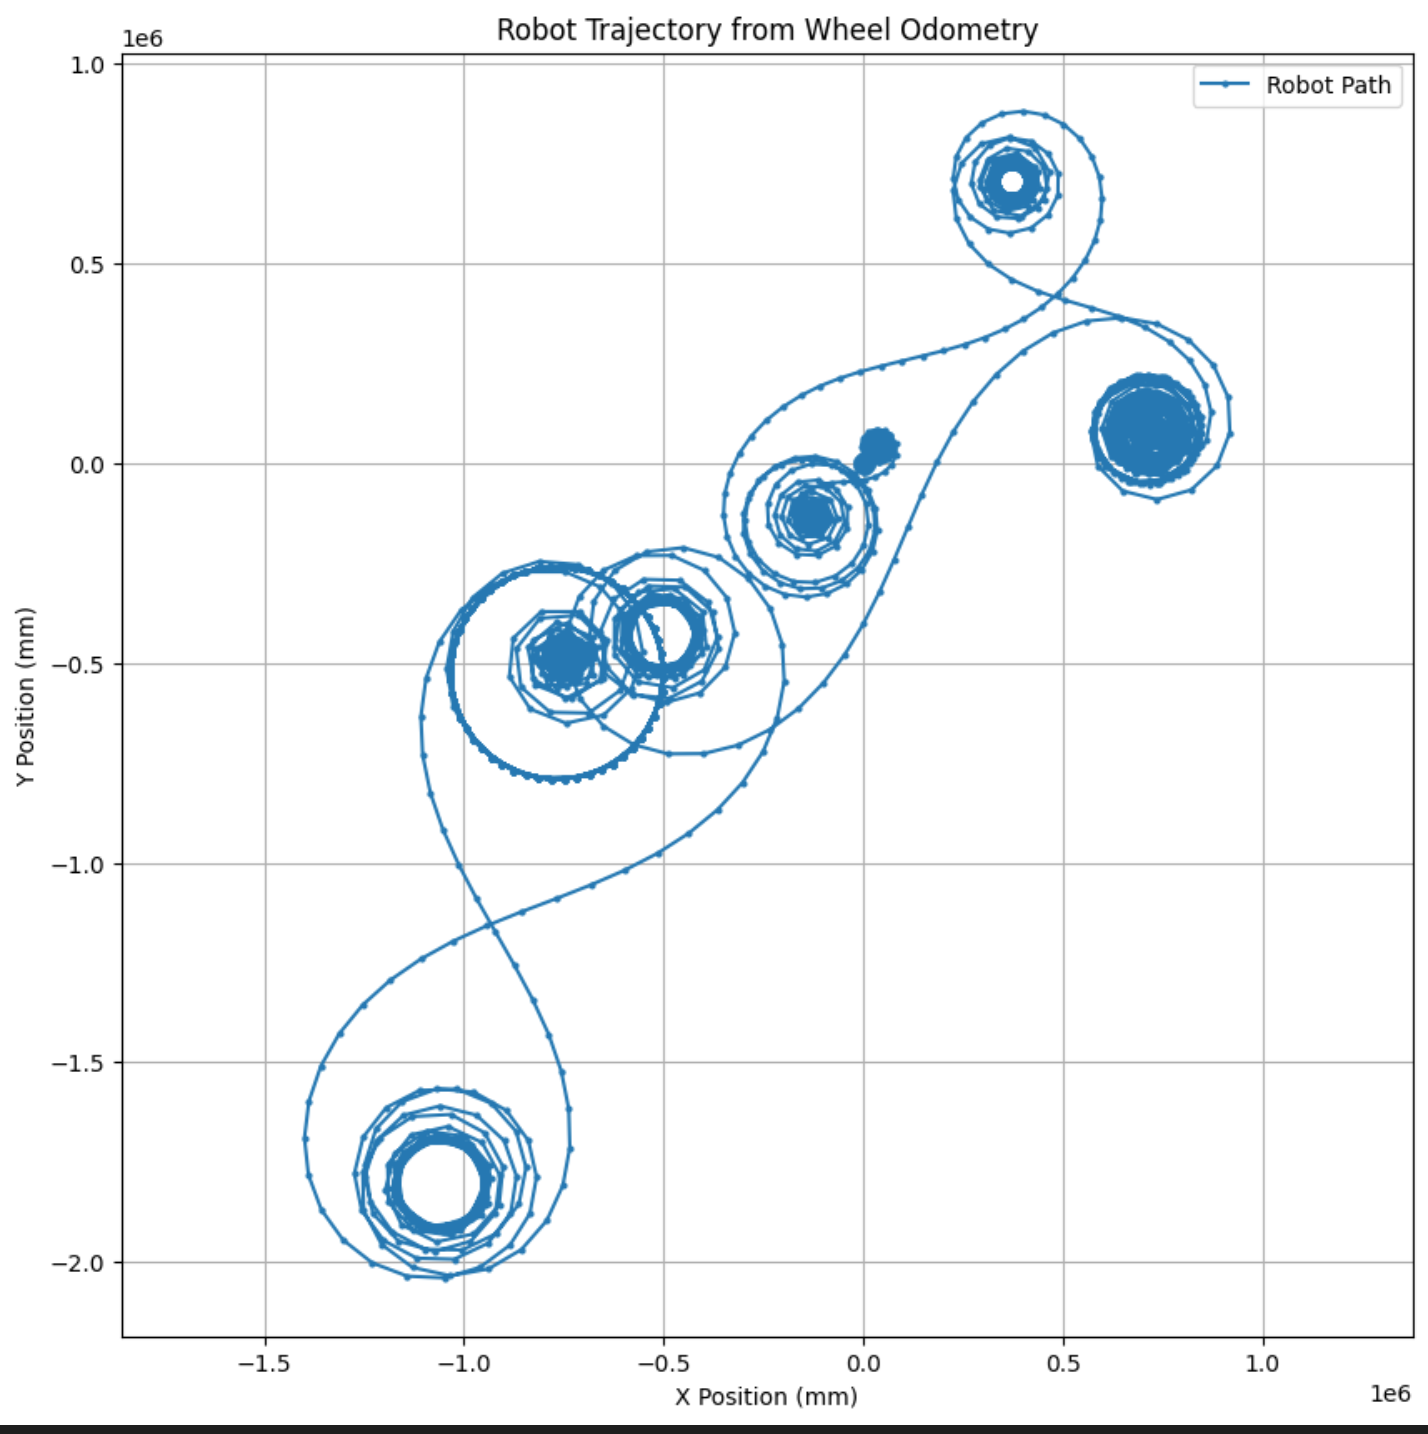 Robot Trajectory from Wheel Odometry
1e6
Robot Path
1.0
0.5
0.0
−0.5
−1.0
−1.5
−2.0
Y Position (mm)
−1.5 −1.0 −0.5 0.0 0.5 1.0
X Position (mm)
1e6